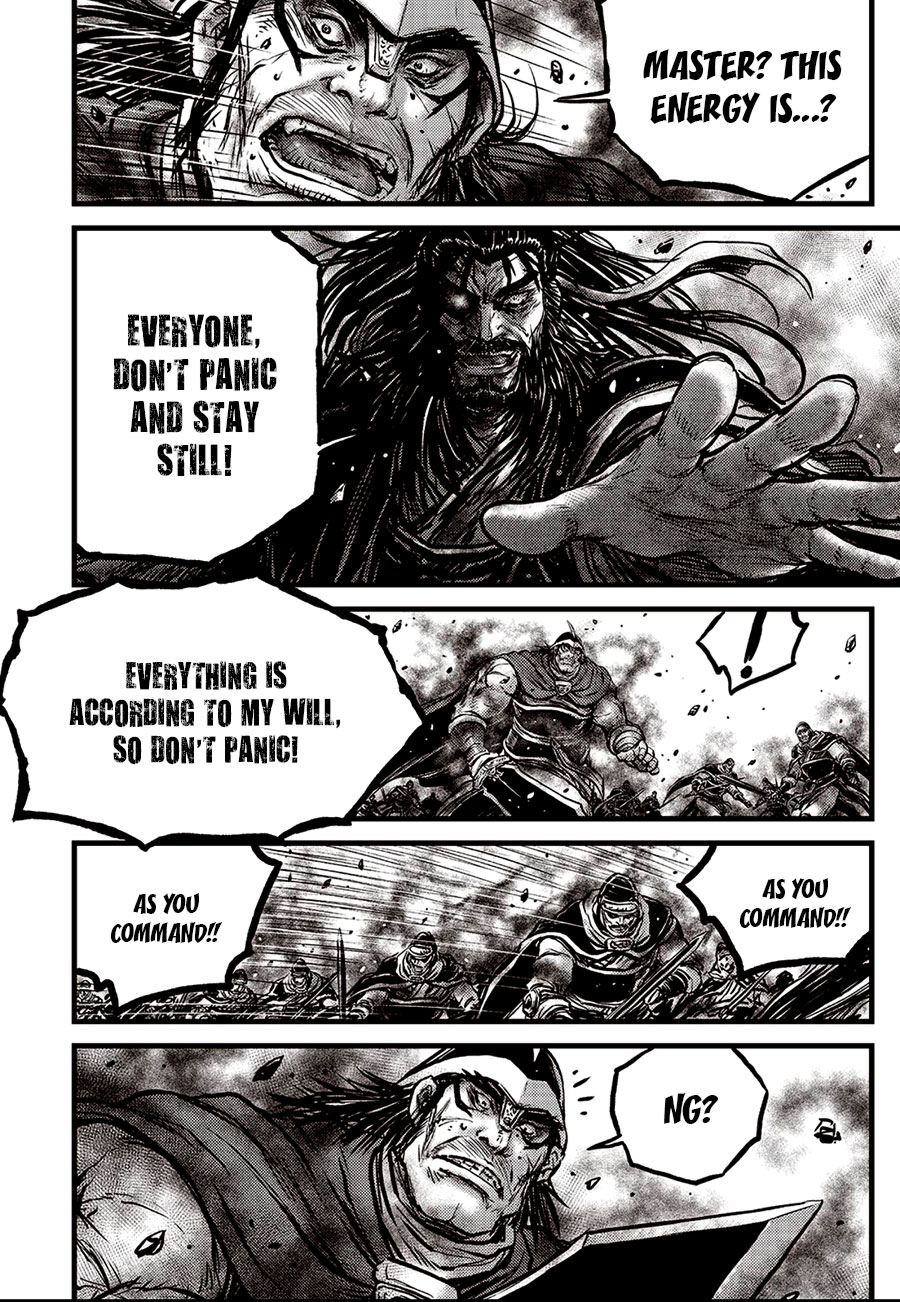 MASTER? THIS
ENERGY IS...?
EVERYONE,
DON'T PANIC
AND STAY
STILL!
!
EVERYTHING IS
ACCORDING TO MY WILL,
SO DON'T PANIC!
AS YOU
COMMAND!!
AS YOU
COMMAND!!
NG?